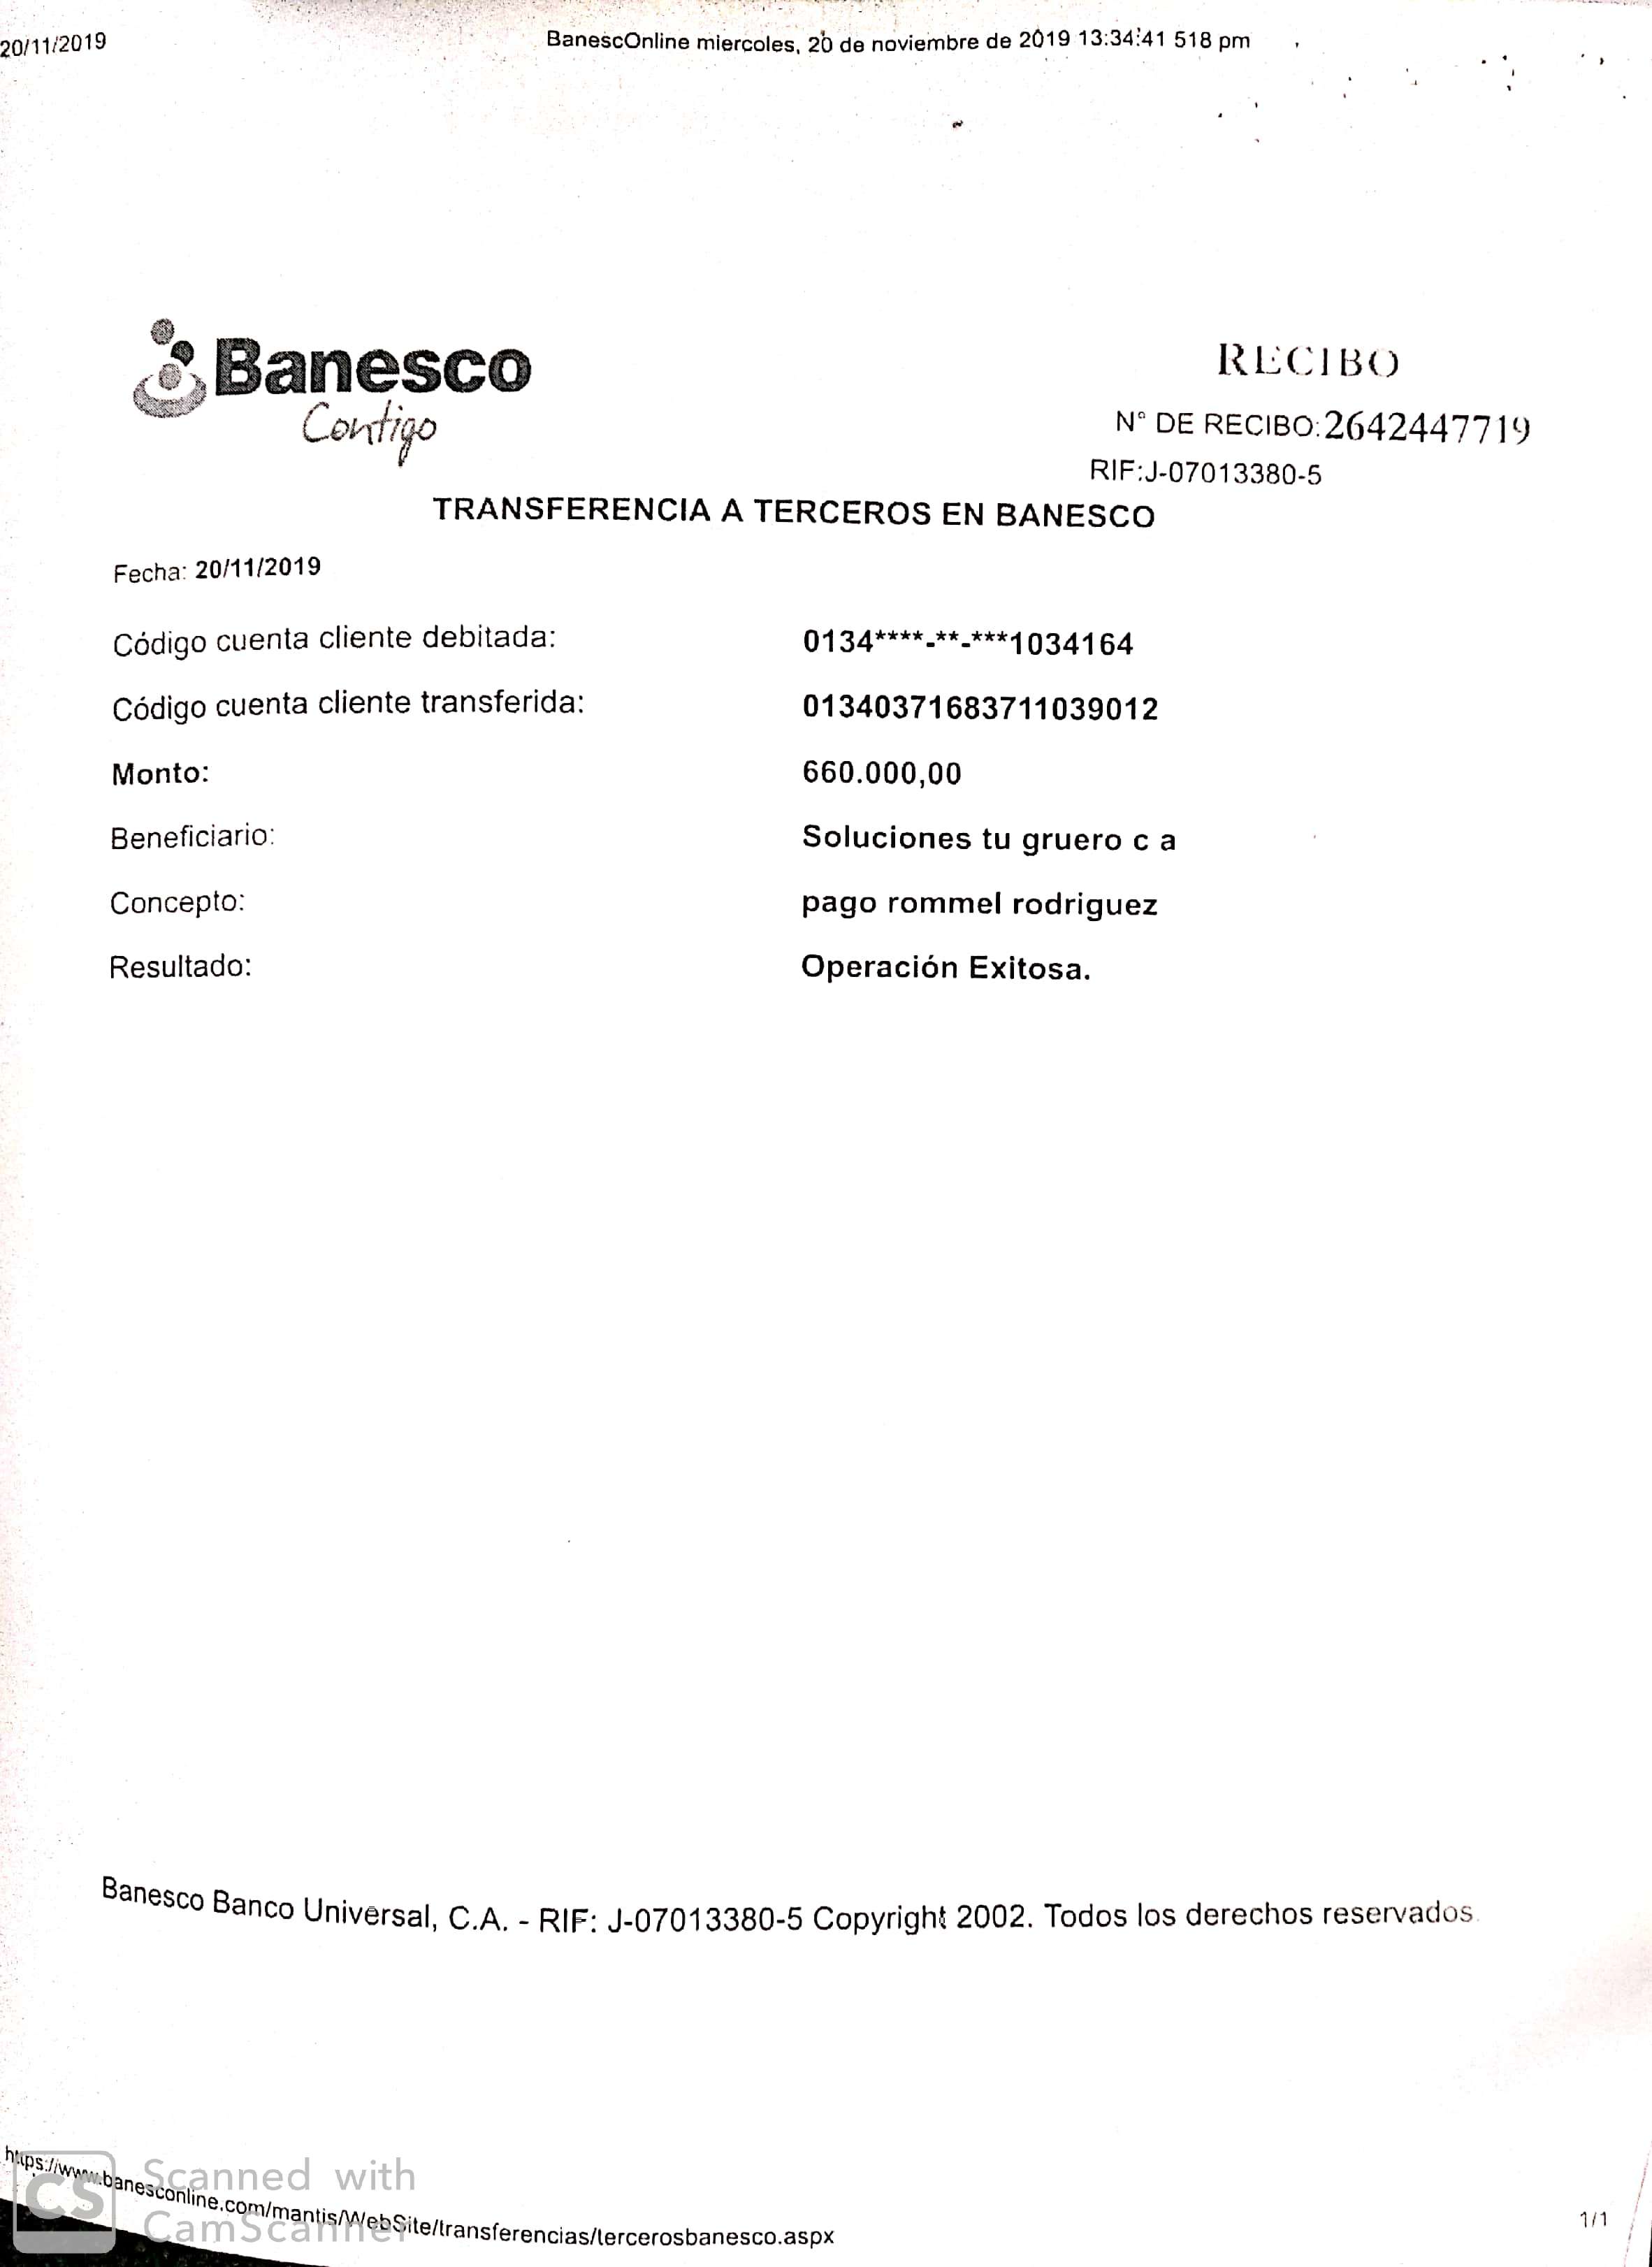 20/11/2019
BanescOnline miercoles, 20 de noviembre de 2019 13:34:41 518 pm
Banesco
Contigo
RECIBO
N° DE RECIBO:2642447719
RIF:J-07013380-5
TRANSFERENCIA A TERCEROS EN BANESCO
Fecha: 20/11/2019
Código cuenta cliente debitada: 0134****-**-***1034164
Código cuenta cliente transferida: 01340371683711039012
Monto: 660.000,00
Beneficiario: Soluciones tu gruero c a
Concepto: pago rommel rodriguez
Resultado: Operación Exitosa.
Banesco Banco Universal, C.A. - RIF: J-07013380-5 Copyright 2002. Todos los derechos reservados.
https://www.banesconline.com/mantis/WebSite/transferencias/tercerosbanesco.aspx
1/1
CS
Scanned with
CamScanner